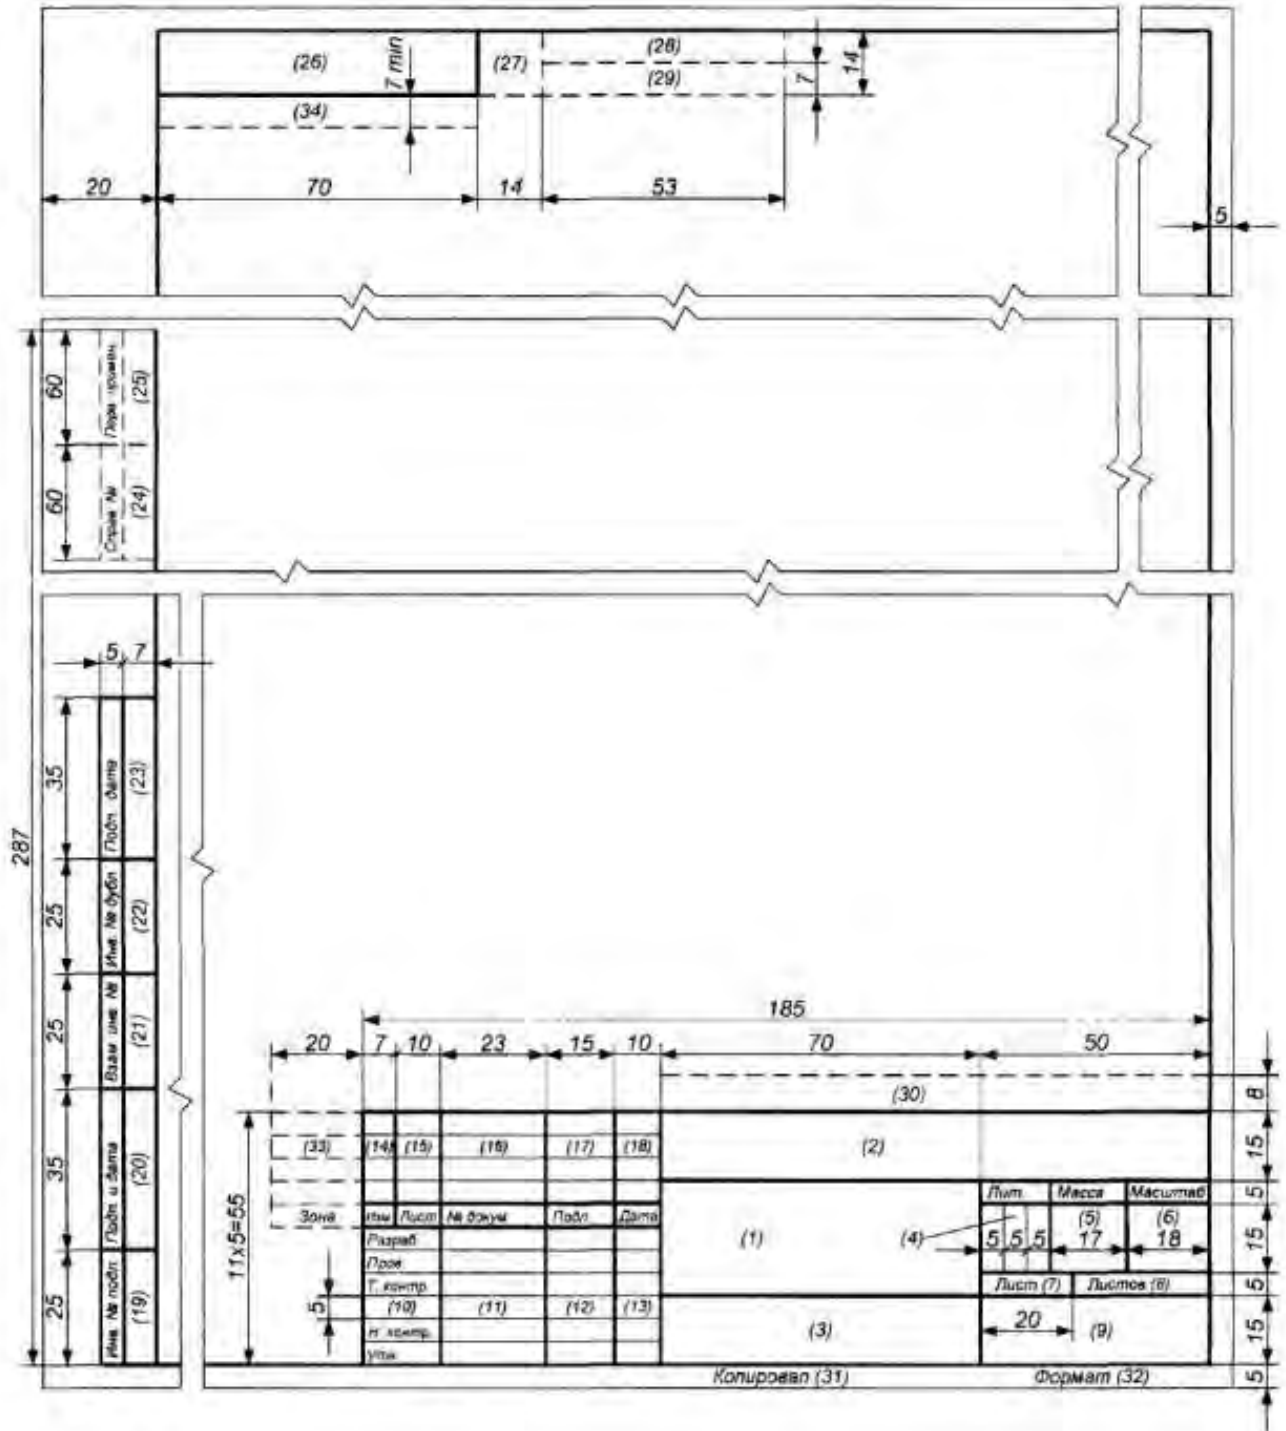 (26)
7 min
(27)
(28)
(29)
7
14
(34)
20
70
14
53
5
60
Перв. примен.
(25)
60
Справ. №
(24)
5 7
287
35
Подп. дата
(23)
25
Инв. № дубл
(22)
25
Взам инв. №
(21)
35
Подп. и дата
(20)
25
Инв. № подл
(19)
185
20 7 10 23 15 10 70 50
(30)
8
(33) (14) (15) (16) (17) (18)
(2)
15
Зона Изм Лист № докум Подп. Дата
Лит. Масса Масштаб
5
11x5=55
Разраб
Пров
Т. контр.
(1)
(4)
(5) (6)
5 5 5 17 18
15
Лист (7) Листов (8)
5
5
(10) (11) (12) (13)
Н контр.
Утв.
(3)
20
(9)
15
Копировал (31) Формат (32)
5